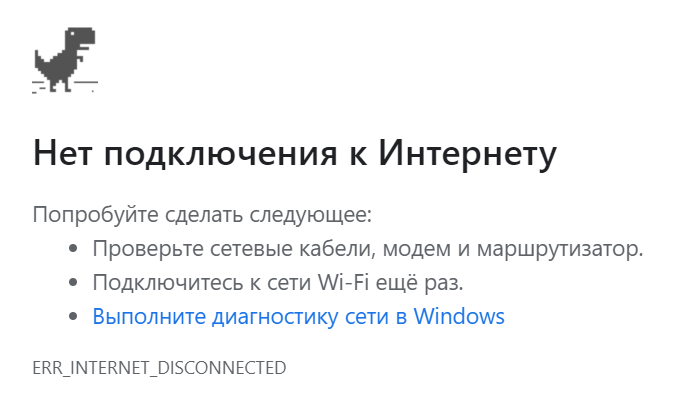 Нет подключения к Интернету
Попробуйте сделать следующее:
• Проверьте сетевые кабели, модем и маршрутизатор.
• Подключитесь к сети Wi-Fi ещё раз.
• Выполните диагностику сети в Windows
ERR_INTERNET_DISCONNECTED